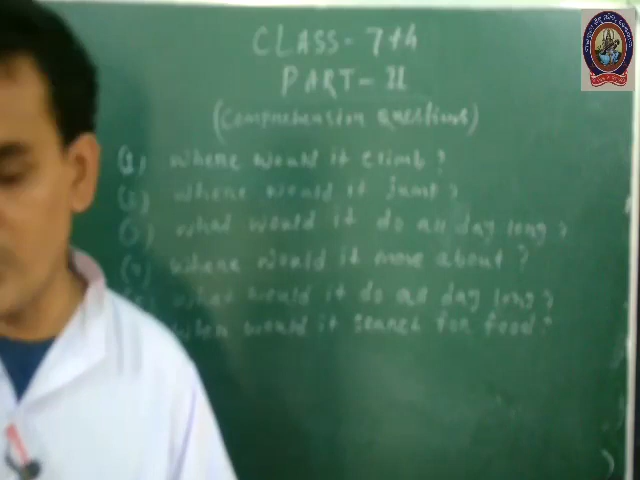 CLASS - 7th
PART - II
(Comprehension questions)
(1) Where would it climb?
(2) Where would it jump?
(3) What would it do all day long?
(4) Where would it move about?
What would it do all day long?
When would it search for food?